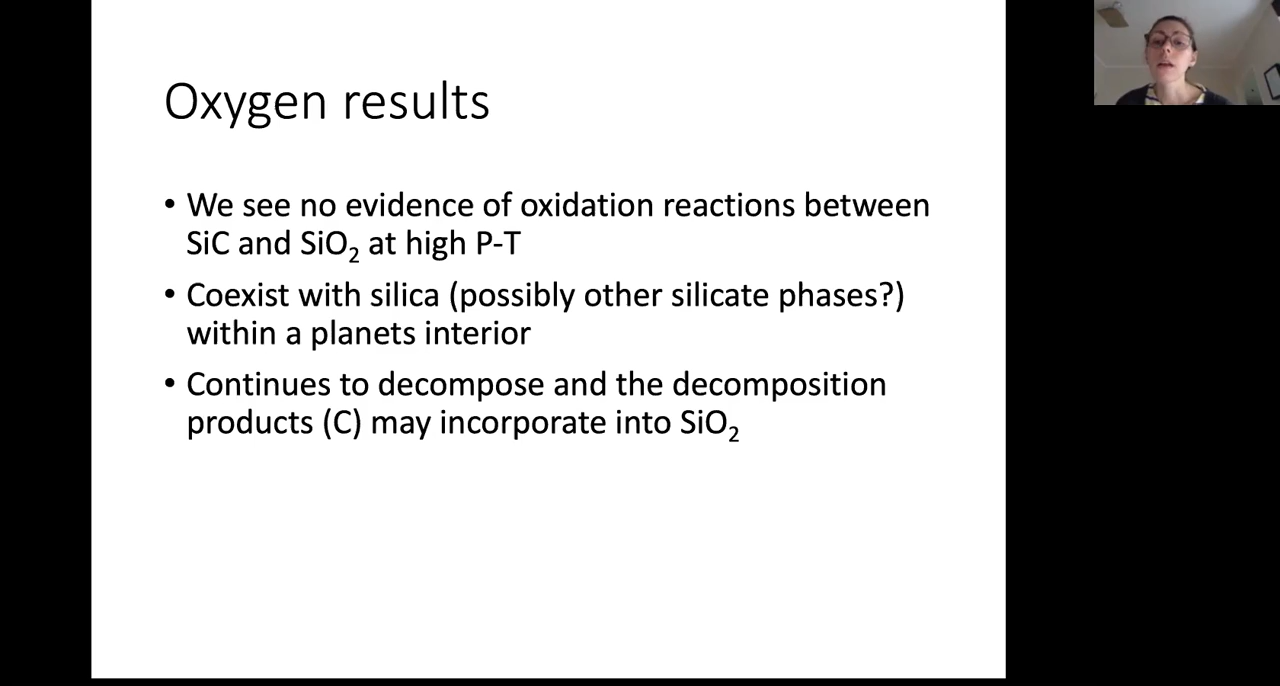 Oxygen results
• We see no evidence of oxidation reactions between
SiC and SiO₂ at high P-T
• Coexist with silica (possibly other silicate phases?)
within a planets interior
• Continues to decompose and the decomposition
products (C) may incorporate into SiO₂